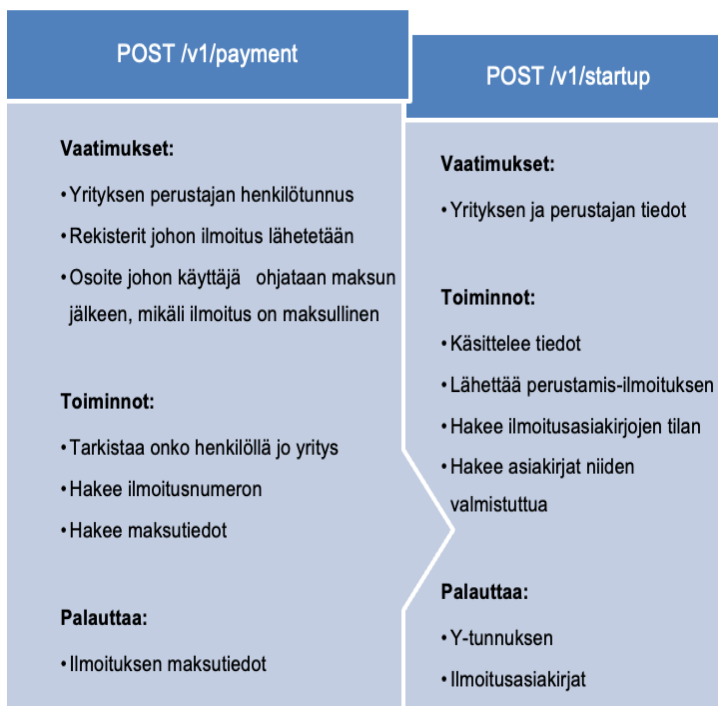 POST /v1/payment
Vaatimukset:
• Yrityksen perustajan henkilötunnus
• Rekisterit johon ilmoitus lähetetään
• Osoite johon käyttäjä ohjataan maksun
jälkeen, mikäli ilmoitus on maksullinen
Toiminnot:
• Tarkistaa onko henkilöllä jo yritys
• Hakee ilmoitusnumeron
• Hakee maksutiedot
Palauttaa:
• Ilmoituksen maksutiedot
POST /v1/startup
Vaatimukset:
• Yrityksen ja perustajan tiedot
Toiminnot:
• Käsittelee tiedot
• Lähettää perustamis-ilmoituksen
• Hakee ilmoitusasiakirjojen tilan
• Hakee asiakirjat niiden
valmistuttua
Palauttaa:
• Y-tunnuksen
• Ilmoitusasiakirjat